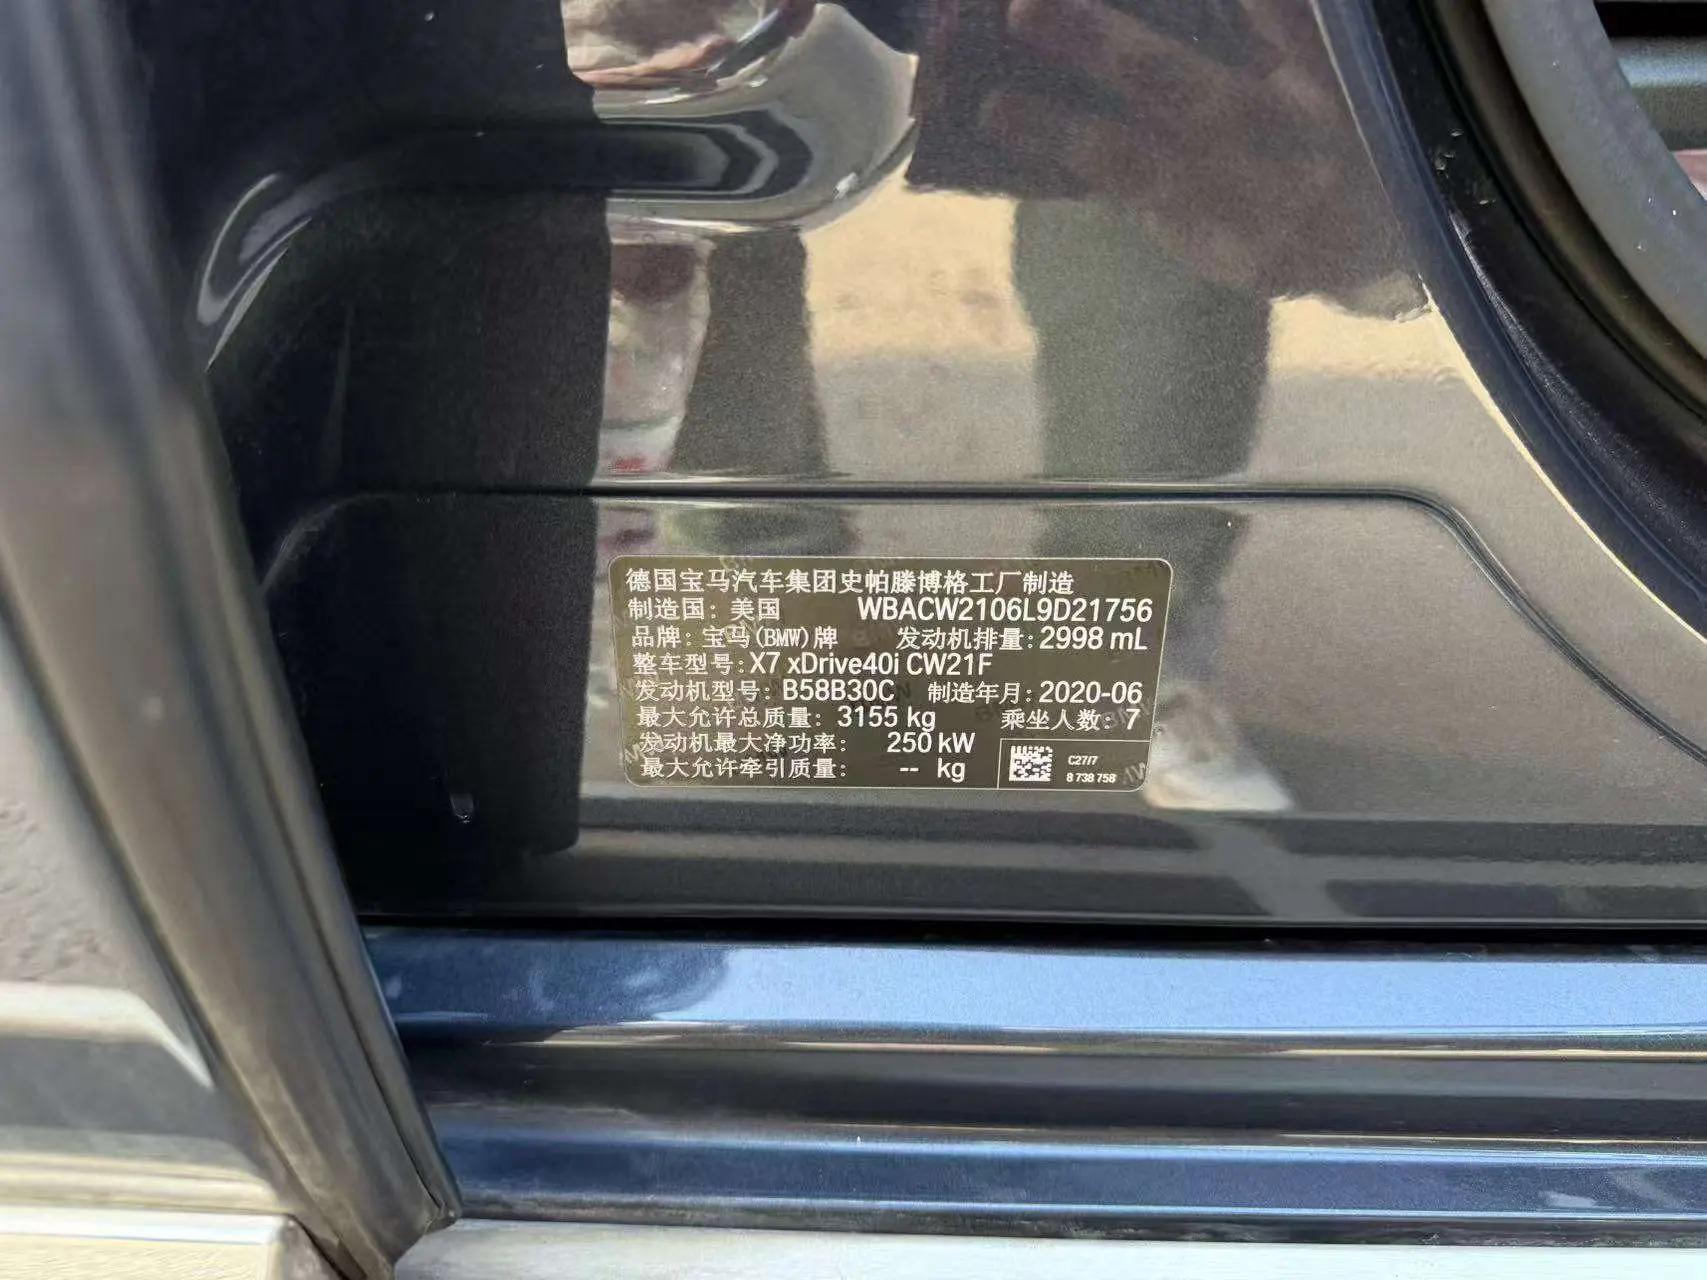 德国宝马汽车集团史帕滕博格工厂制造
制造国：美国 WBACW2106L9D21756
品牌：宝马(BMW)牌 发动机排量：2998 mL
整车型号：X7 xDrive40i CW21F
发动机型号：B58B30C 制造年月：2020-06
最大允许总质量：3155 kg 乘坐人数：7
发动机最大净功率： 250 kW
最大允许牵引质量： -- kg
C27/7
8 738 758